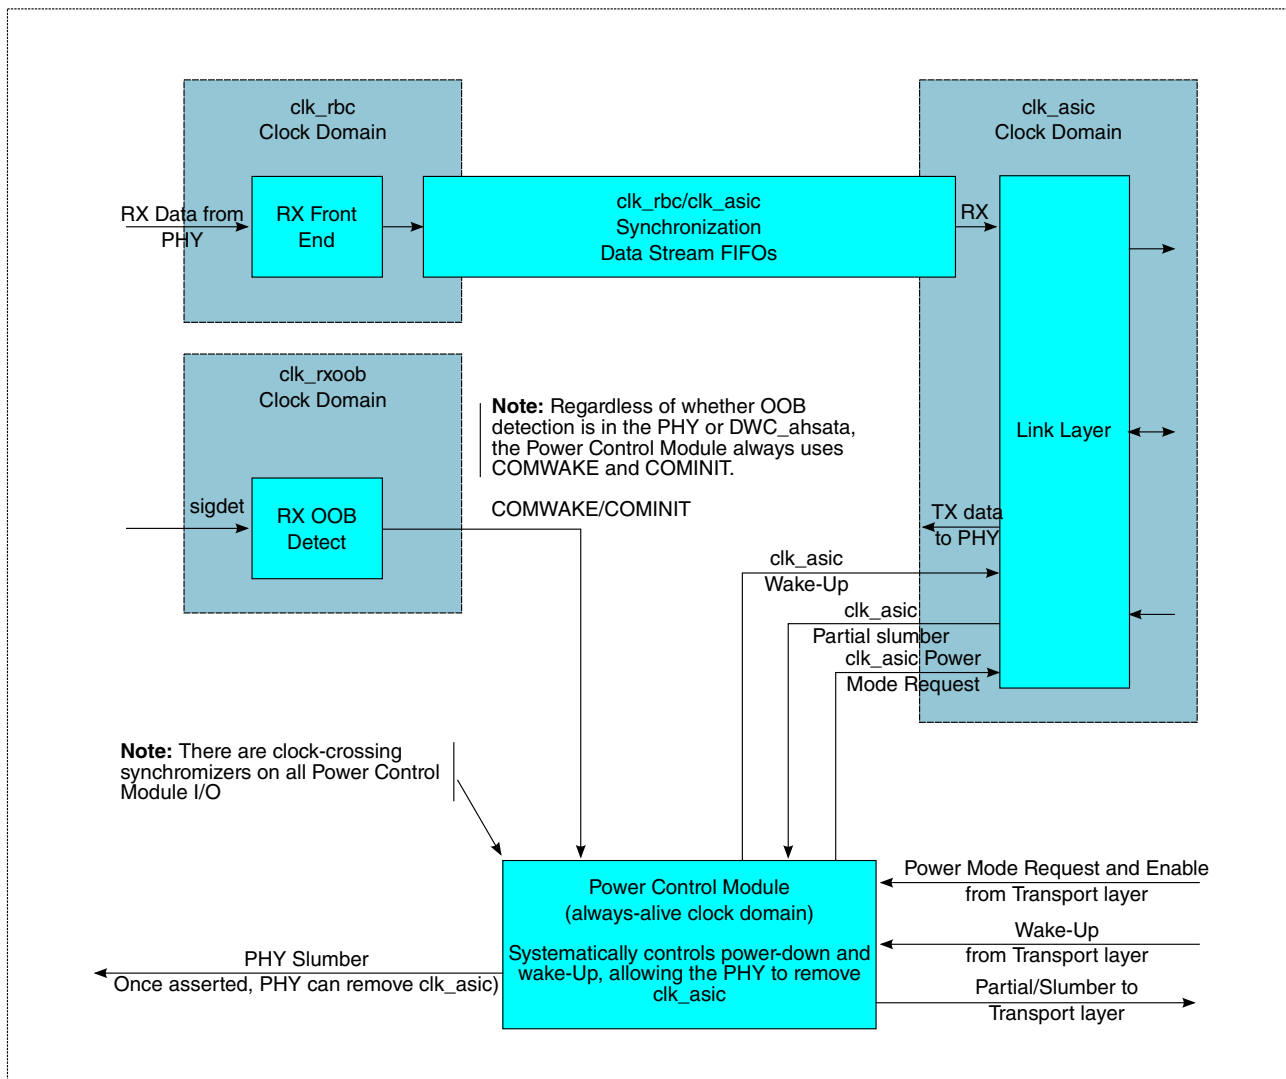 clk_rbc
Clock Domain
RX Data from
PHY
RX Front
End
clk_rbc/clk_asic
Synchronization
Data Stream FIFOs
RX
clk_asic
Clock Domain
Link Layer
clk_rxoob
Clock Domain
sigdet
RX OOB
Detect
Note: Regardless of whether OOB
detection is in the PHY or DWC_ahsata,
the Power Control Module always uses
COMWAKE and COMINIT.
COMWAKE/COMINIT
TX data
to PHY
clk_asic
Wake-Up
clk_asic
Partial slumber
clk_asic Power
Mode Request
Note: There are clock-crossing
synchromizers on all Power Control
Module I/O
Power Control Module
(always-alive clock domain)
Systematically controls power-down and
wake-Up, allowing the PHY to remove
clk_asic
PHY Slumber
Once asserted, PHY can remove clk_asic)
Power Mode Request and Enable
from Transport layer
Wake-Up
from Transport layer
Partial/Slumber to
Transport layer